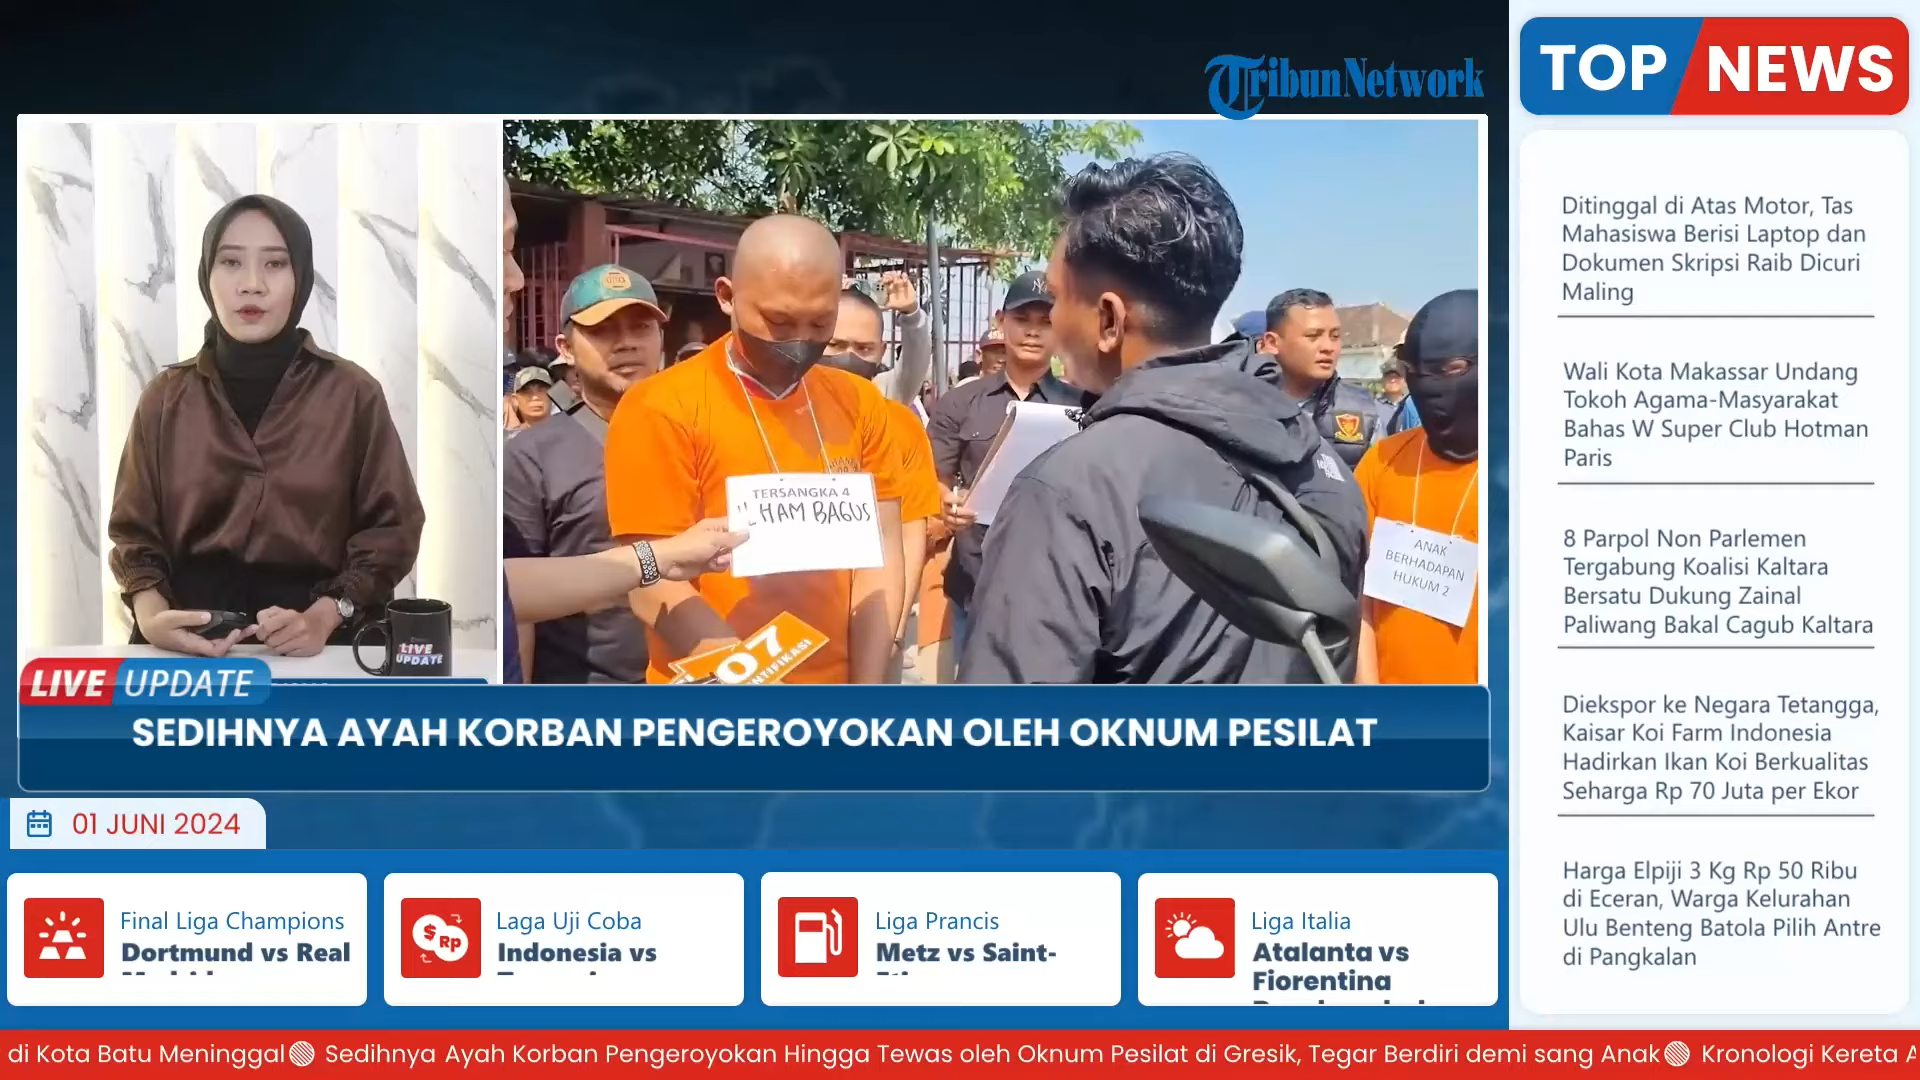 TribunNetwork
TOP NEWS
TERSANGKA 4
ILHAM BAGUS
ANAK
BERHADAPAN
HUKUM 2
07
LIVE
UPDATE
LIVE UPDATE
SEDIHNYA AYAH KORBAN PENGEROYOKAN OLEH OKNUM PESILAT
01 JUNI 2024
Ditinggal di Atas Motor, Tas
Mahasiswa Berisi Laptop dan
Dokumen Skripsi Raib Dicuri
Maling
Wali Kota Makassar Undang
Tokoh Agama-Masyarakat
Bahas W Super Club Hotman
Paris
8 Parpol Non Parlemen
Tergabung Koalisi Kaltara
Bersatu Dukung Zainal
Paliwang Bakal Cagub Kaltara
Diekspor ke Negara Tetangga,
Kaisar Koi Farm Indonesia
Hadirkan Ikan Koi Berkualitas
Seharga Rp 70 Juta per Ekor
Harga Elpiji 3 Kg Rp 50 Ribu
di Eceran, Warga Kelurahan
Ulu Benteng Batola Pilih Antre
di Pangkalan
Final Liga Champions
Dortmund vs Real
$ Rp
Laga Uji Coba
Indonesia vs
Liga Prancis
Metz vs Saint-
Liga Italia
Atalanta vs
Fiorentina
di Kota Batu Meninggal Sedihnya Ayah Korban Pengeroyokan Hingga Tewas oleh Oknum Pesilat di Gresik, Tegar Berdiri demi sang Anak Kronologi Kereta